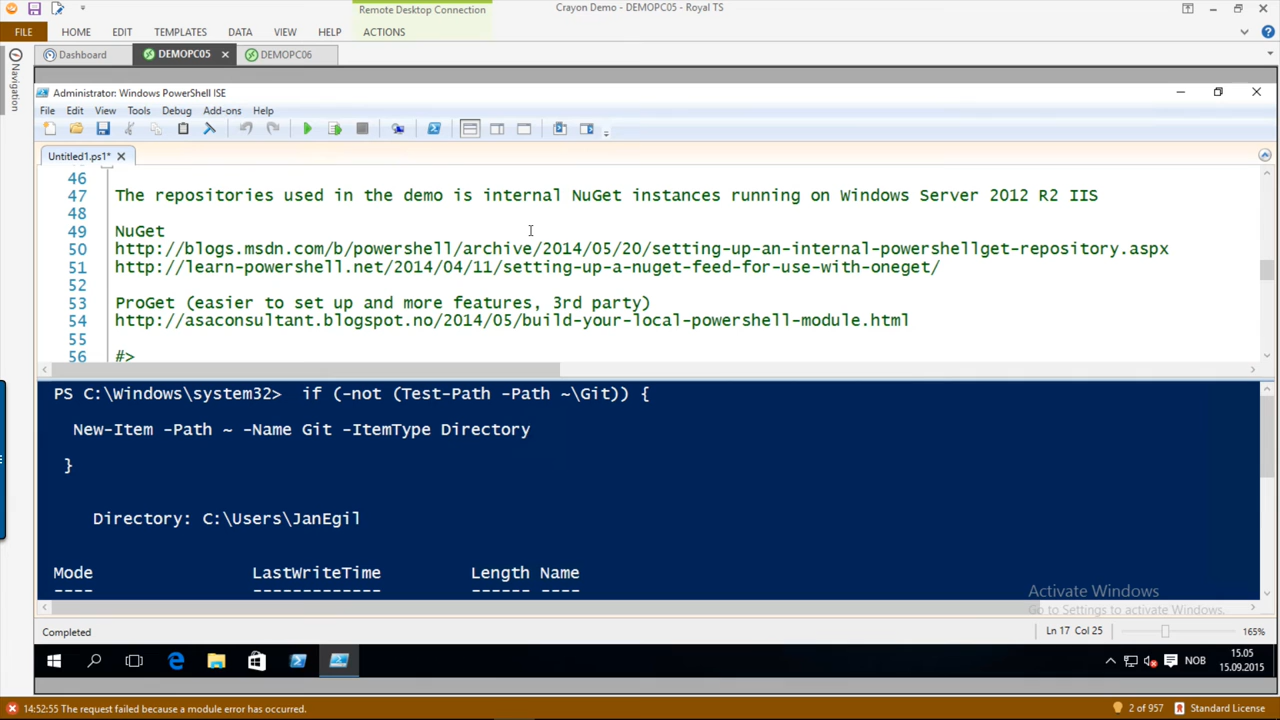 Remote Desktop Connection
Crayon Demo - DEMOPC05 - Royal TS
FILE HOME EDIT TEMPLATES DATA VIEW HELP ACTIONS
Navigation
Dashboard DEMOPC05 DEMOPC06
Administrator: Windows PowerShell ISE
File Edit View Tools Debug Add-ons Help
Untitled1.ps1*
46
47 The repositories used in the demo is internal NuGet instances running on Windows Server 2012 R2 IIS
48
49 NuGet
50 http://blogs.msdn.com/b/powershell/archive/2014/05/20/setting-up-an-internal-powershellget-repository.aspx
51 http://learn-powershell.net/2014/04/11/setting-up-a-nuget-feed-for-use-with-oneget/
52
53 ProGet (easier to set up and more features, 3rd party)
54 http://asaconsultant.blogspot.no/2014/05/build-your-local-powershell-module.html
55
56 #>
PS C:\Windows\system32> if (-not (Test-Path -Path ~\Git)) {
New-Item -Path ~ -Name Git -ItemType Directory
}
Directory: C:\Users\JanEgil
Mode LastWriteTime Length Name
---- ------------- ------ ----
Activate Windows
Go to Settings to activate Windows.
Completed
Ln 17 Col 25
165%
NOB
15.05
15.09.2015
14:52:55 The request failed because a module error has occurred.
2 of 957
Standard License